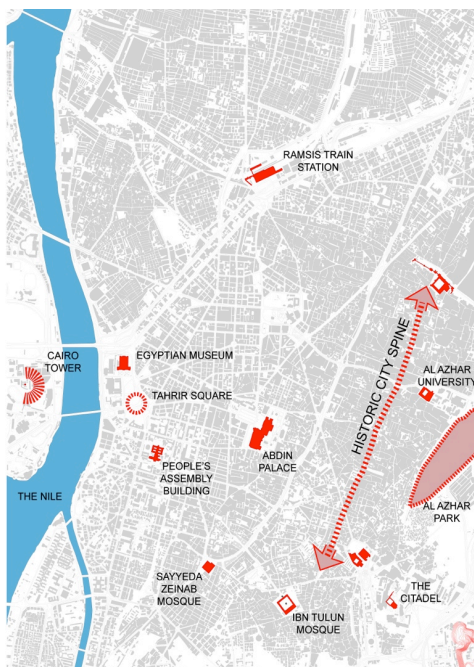 RAMSIS TRAIN
STATION
HISTORIC CITY SPINE
CAIRO
TOWER
EGYPTIAN MUSEUM
AL AZHAR
UNIVERSITY
TAHRIR SQUARE
ABDIN
PALACE
PEOPLE'S
ASSEMBLY
BUILDING
THE NILE
AL AZHAR
PARK
SAYYEDA
ZEINAB
MOSQUE
THE
CITADEL
IBN TULUN
MOSQUE